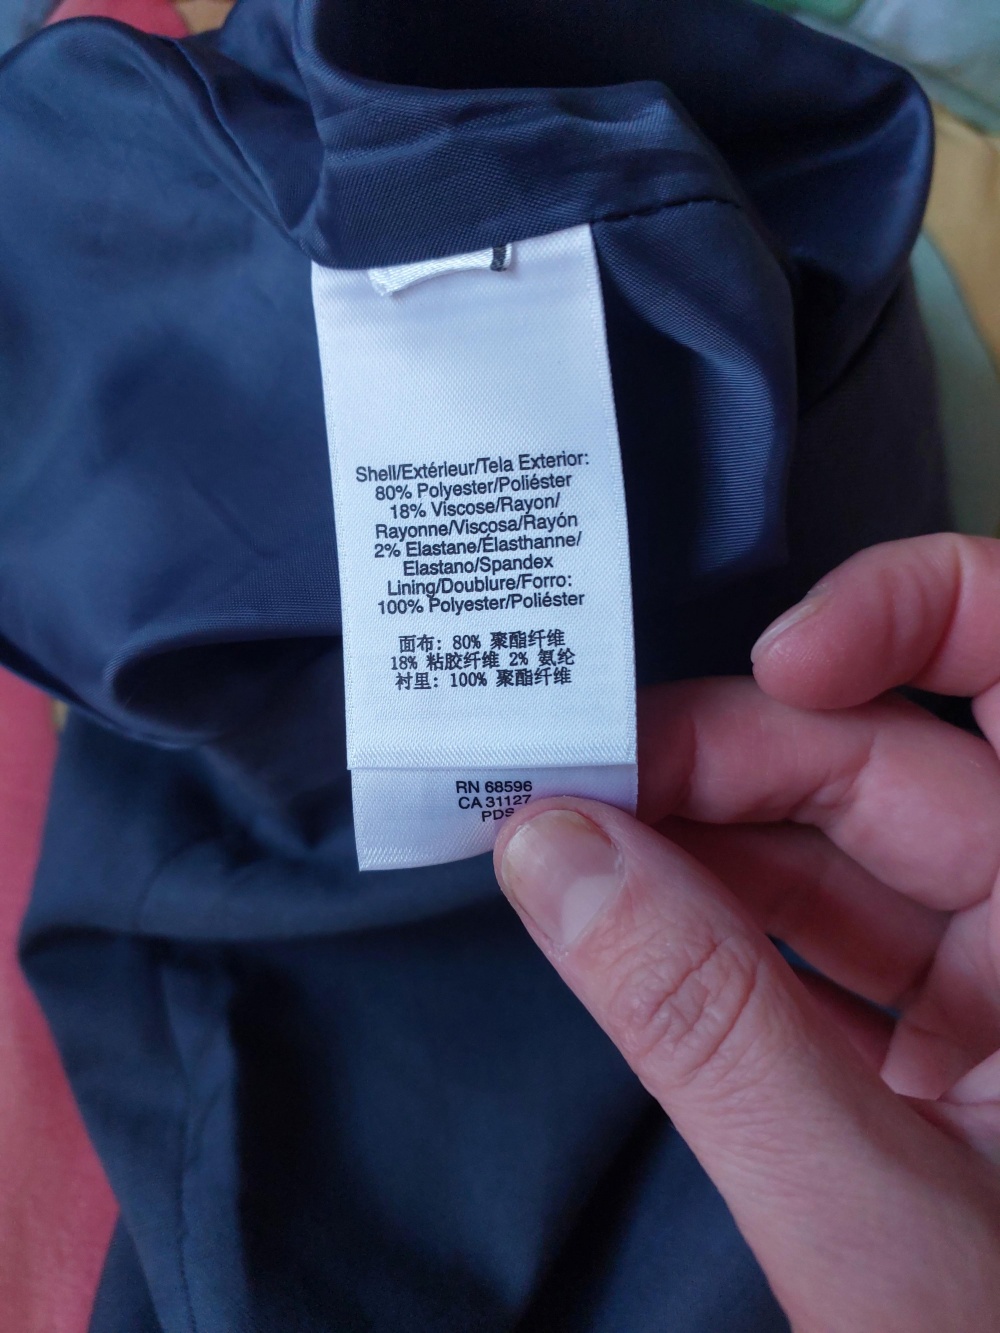 Shell/Extérieur/Tela Exterior:
80% Polyester/Poliéster
18% Viscose/Rayon/
Rayonne/Viscosa/Rayón
2% Elastane/Élasthanne/
Elastano/Spandex
Lining/Doublure/Forro:
100% Polyester/Poliéster
面布: 80% 聚酯纤维
18% 粘胶纤维 2% 氨纶
衬里: 100% 聚酯纤维
RN 68596
CA 31127